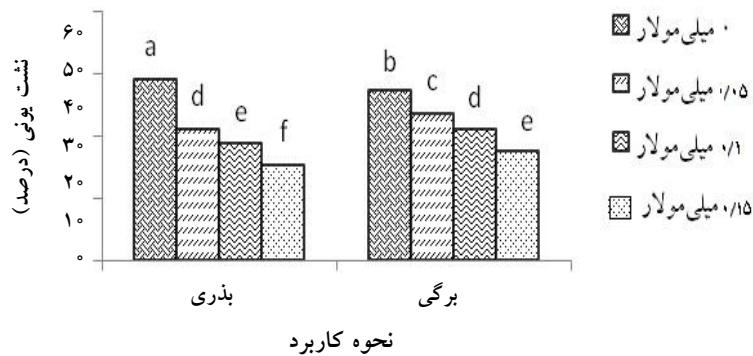 نشت یونی (درصد)
۶۰
۵۰
۴۰
۳۰
۲۰
۱۰
۰
a
d
e
f
b
c
d
e
بذری
برگی
نحوه کاربرد
۰ میلی‌مولار
۰/۰۵ میلی‌مولار
۰/۱ میلی‌مولار
۰/۱۵ میلی‌مولار